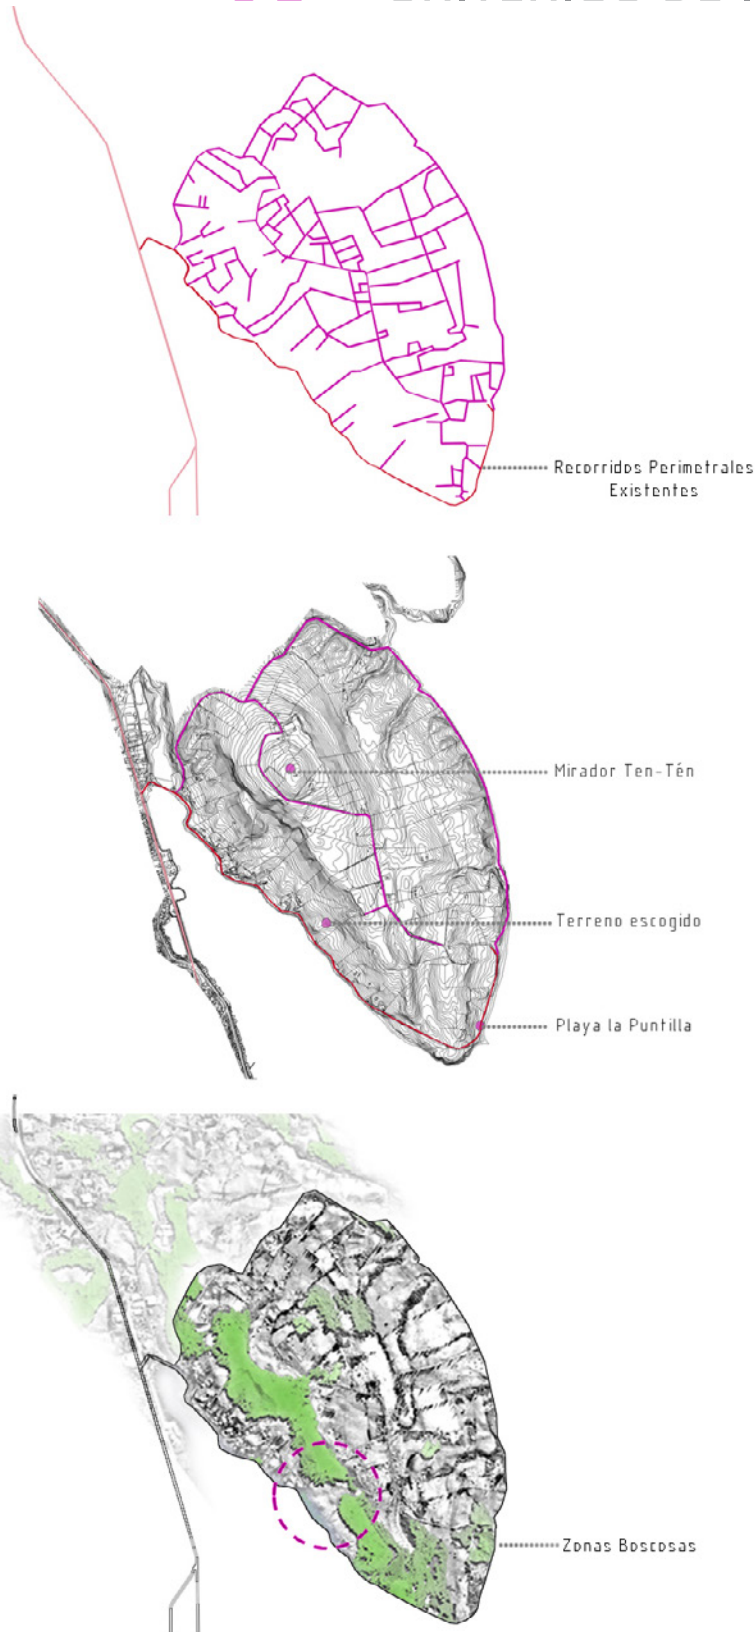 Recorridos Perimetrales
Existentes
Mirador Ten-Tén
Terreno escogido
Playa la Puntilla
Zonas Boscosas